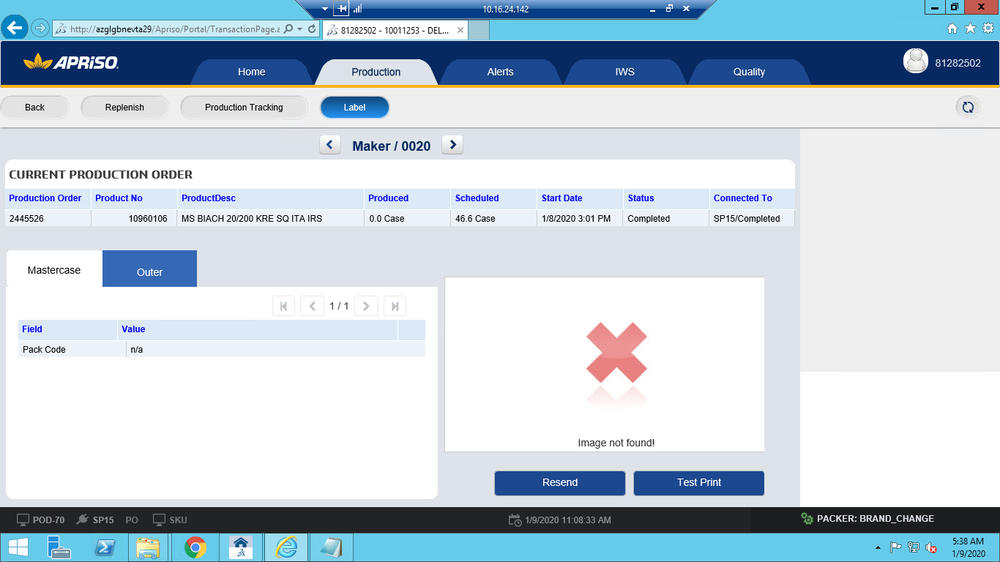 10.16.24.142
http://azglgbnevta29/Apriso/Portal/TransactionPage.a
81282502 - 10011253 - DEL...
APRISO
Home
Production
Alerts
IWS
Quality
81282502
Back
Replenish
Production Tracking
Label
Maker / 0020
CURRENT PRODUCTION ORDER
Production Order Product No ProductDesc Produced Scheduled Start Date Status Connected To
2445526 10960106 MS BIACH 20/200 KRE SQ ITA IRS 0.0 Case 46.6 Case 1/8/2020 3:01 PM Completed SP15/Completed
Mastercase
Outer
1 / 1
Field Value
Pack Code n/a
Image not found!
Resend
Test Print
POD-70
SP15
PO
SKU
1/9/2020 11:08:33 AM
PACKER: BRAND_CHANGE
5:38 AM
1/9/2020